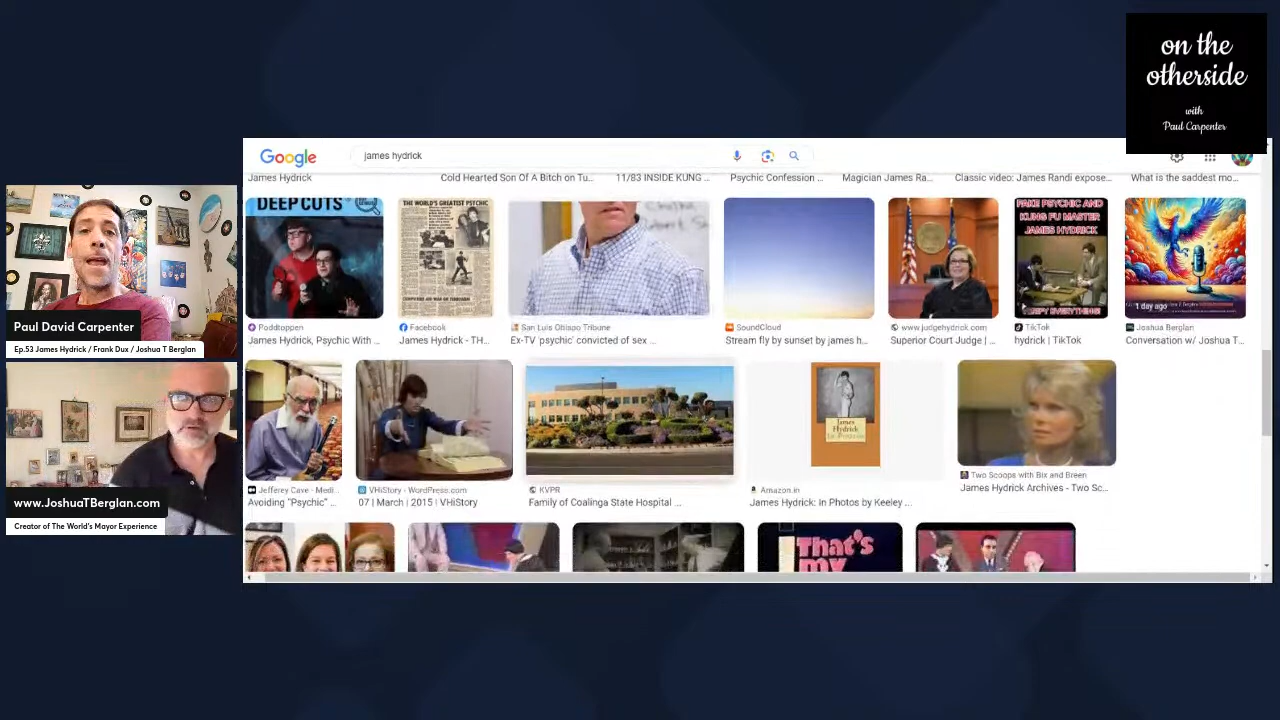 on the
otherside
with
Paul Carpenter
Google
james hydrick
James Hydrick
Cold Hearted Son Of A Bitch on Tu...
11/83 INSIDE KUNG ...
Psychic Confession ...
Magician James Ra...
Classic video: James Randi expose...
What is the saddest mo...
DEEP CUTS
THE WORLD'S GREATEST PSYCHIC
FAKE PSYCHIC AND
KUNG FU MASTER
JAMES HYDRICK
1 day ago
Poddtoppen
James Hydrick, Psychic With ...
Facebook
James Hydrick - TH...
San Luis Obispo Tribune
Ex-TV 'psychic' convicted of sex ...
SoundCloud
Stream fly by sunset by james h...
www.judgehydrick.com
Superior Court Judge | ...
TikTok
hydrick | TikTok
Joshua Berglan
Conversation w/ Joshua T...
Paul David Carpenter
Ep.53 James Hydrick / Frank Dux / Joshua T Berglan
James
Hydrick
In Photos
Jefferey Cave - Medi...
Avoiding "Psychic" ...
VHiStory - WordPress.com
07 | March | 2015 | VHiStory
KVPR
Family of Coalinga State Hospital ...
Amazon.in
James Hydrick: In Photos by Keeley ...
Two Scoops with Bix and Breen
James Hydrick Archives - Two Sc...
www.JoshuaTBerglan.com
Creator of The World's Mayor Experience
That's
my